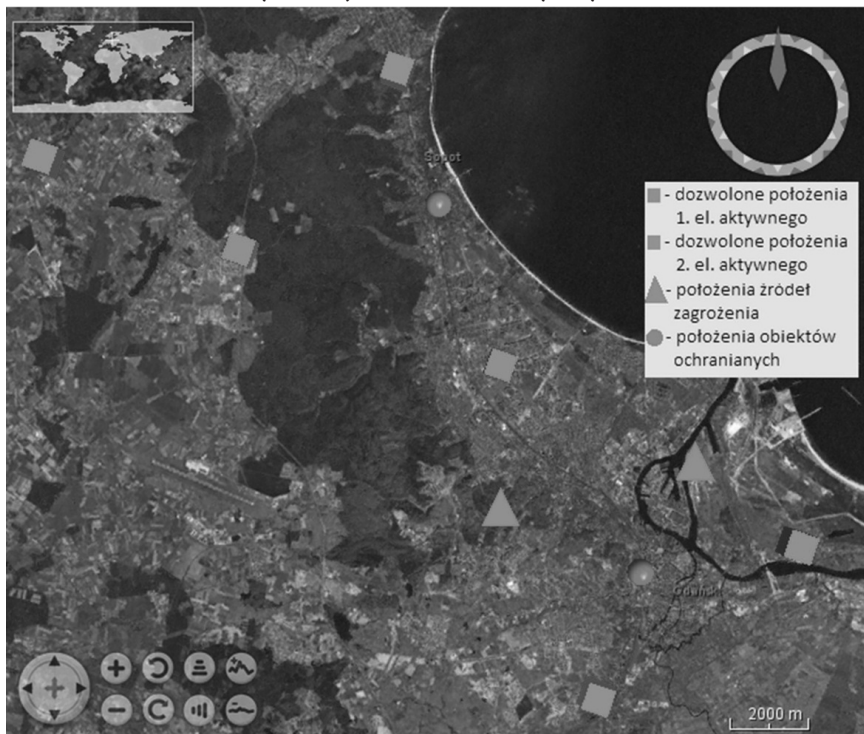 Sopot
- dozwolone położenia
1. el. aktywnego
- dozwolone położenia
2. el. aktywnego
- położenia źródeł
zagrożenia
- położenia obiektów
ochranianych
Gdańsk
2000 m